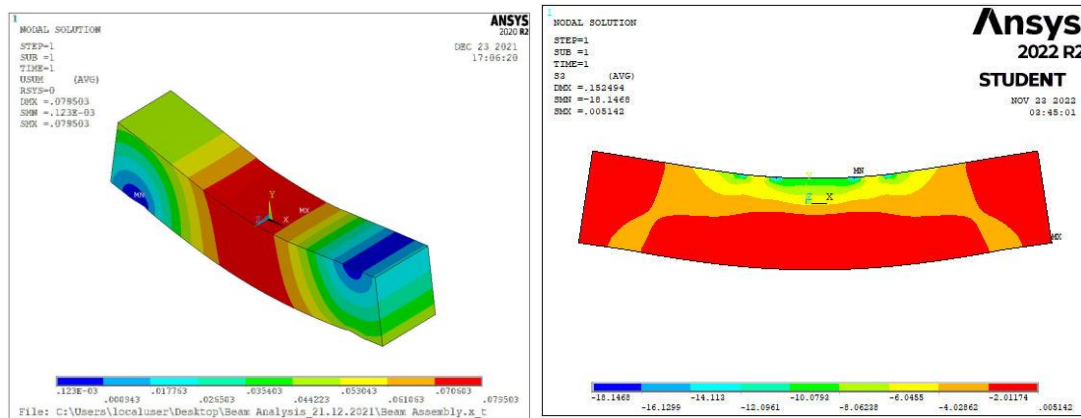 1
NODAL SOLUTION
STEP=1
SUB =1
TIME=1
USUM (AVG)
RSYS=0
DMX =.079503
SMN =.123E-03
SMX =.079503
ANSYS
2020 R2
DEC 23 2021
17:06:20
MN
Y
Z X
MX
.123E-03 .017763 .035403 .053043 .070683
.008943 .026583 .044223 .061863 .079503
File: C:\Users\localuser\Desktop\Beam Analysis_21.12.2021\Beam Assembly.x_t
1
NODAL SOLUTION
STEP=1
SUB =1
TIME=1
S3 (AVG)
DMX =.152494
SMN =-18.1468
SMX =.005142
Ansys
2022 R2
STUDENT
NOV 23 2022
03:45:01
MN
Y
Z X
MX
-18.1468 -14.113 -10.0793 -6.0455 -2.01174
-16.1299 -12.0961 -8.06238 -4.02862 .005142